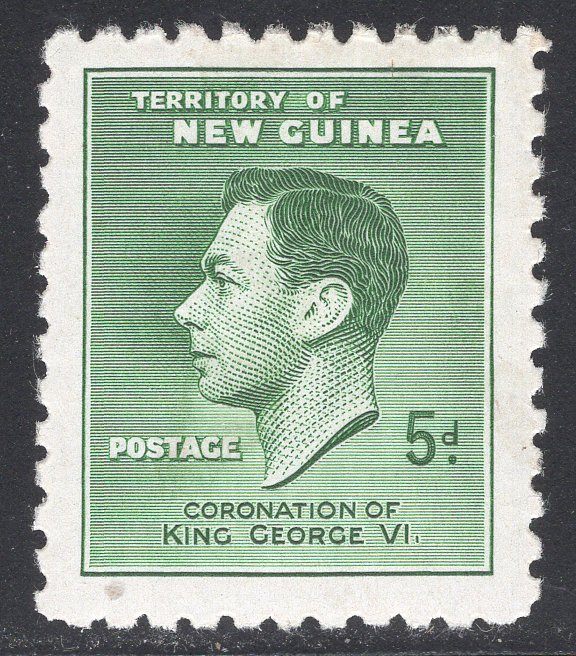 TERRITORY OF
NEW GUINEA
POSTAGE
5d.
CORONATION OF
KING GEORGE VI.